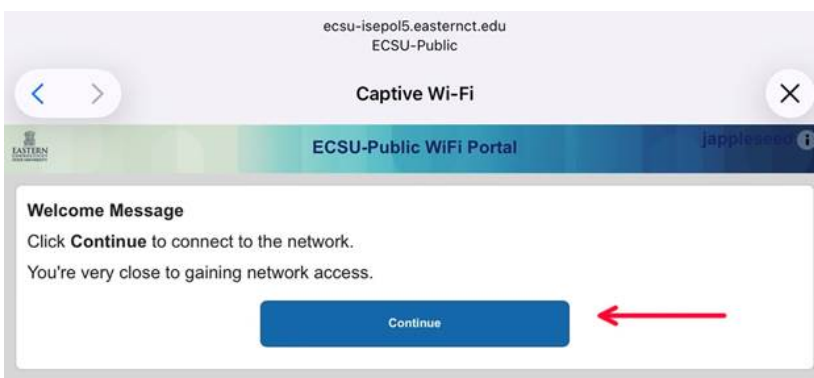 ecsu-isepol5.easternct.edu
ECSU-Public
Captive Wi-Fi
EASTERN
ECSU-Public WiFi Portal
jappleseed
Welcome Message
Click Continue to connect to the network.
You're very close to gaining network access.
Continue